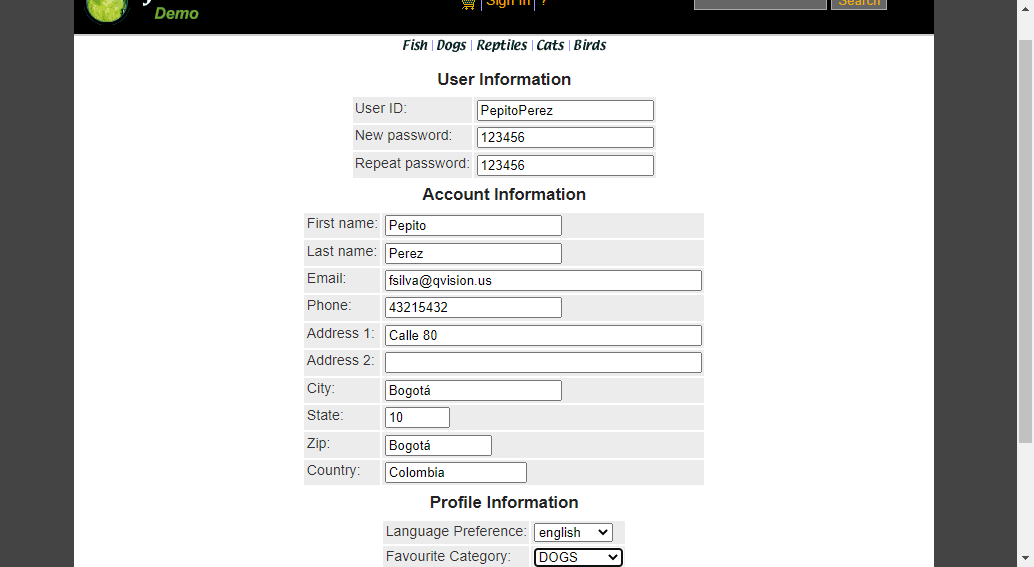 Demo
Sign In | ?
Search
Fish | Dogs | Reptiles | Cats | Birds
User Information
User ID: PepitoPerez
New password: 123456
Repeat password: 123456
Account Information
First name: Pepito
Last name: Perez
Email: fsilva@qvision.us
Phone: 43215432
Address 1: Calle 80
Address 2:
City: Bogotá
State: 10
Zip: Bogotá
Country: Colombia
Profile Information
Language Preference: english
Favourite Category: DOGS